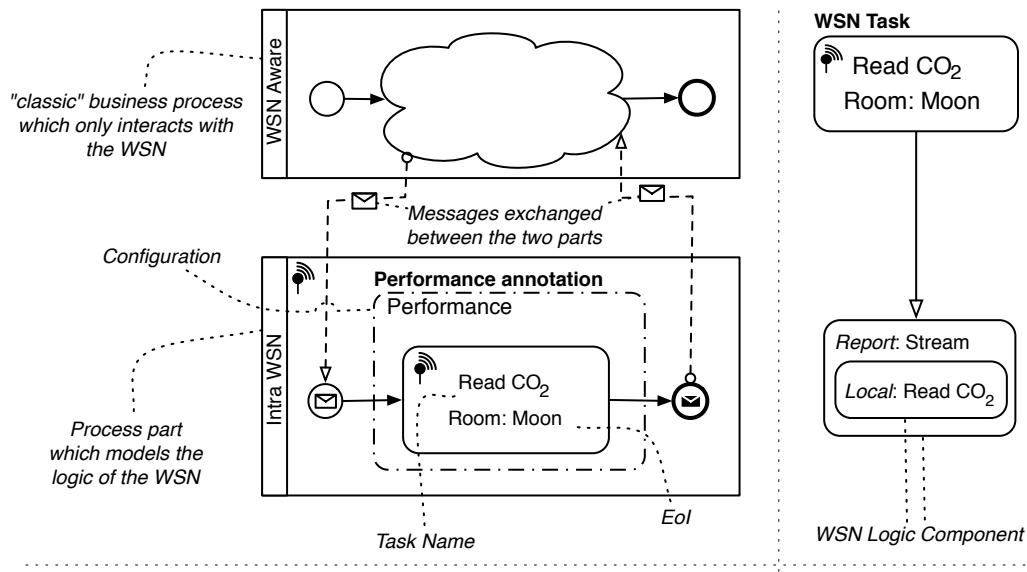 WSN Aware
"classic" business process
which only interacts with
the WSN
Messages exchanged
between the two parts
Configuration
Intra WSN
Performance annotation
Performance
Read CO2
Room: Moon
Process part
which models the
logic of the WSN
Task Name
EoI
WSN Task
Read CO2
Room: Moon
Report: Stream
Local: Read CO2
WSN Logic Component